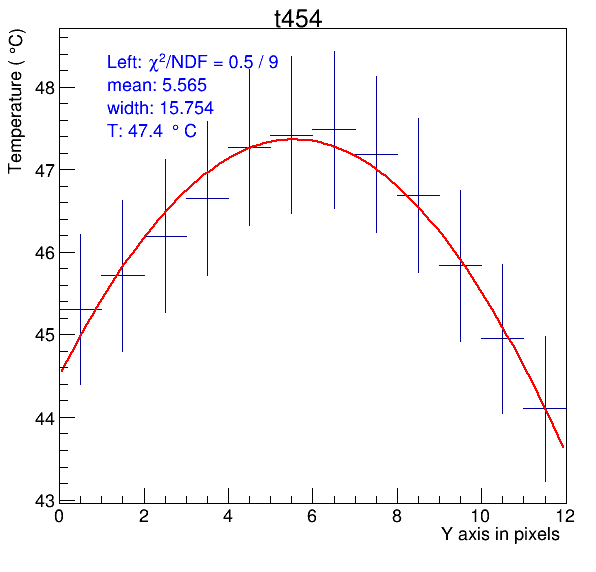 t454
Temperature ( °C)
Left: χ²/NDF = 0.5 / 9
mean: 5.565
width: 15.754
T: 47.4 ° C
48
47
46
45
44
43
0 2 4 6 8 10 12
Y axis in pixels